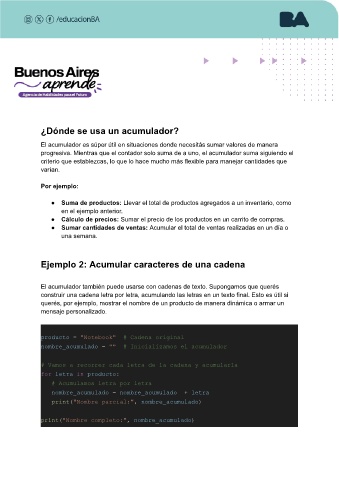 /educacionBA
BA
Buenos Aires
aprende
Agencia de Habilidades para el Futuro
¿Dónde se usa un acumulador?
El acumulador es súper útil en situaciones donde necesitás sumar valores de manera
progresiva. Mientras que el contador solo suma de a uno, el acumulador suma siguiendo el
criterio que establezcas, lo que lo hace mucho más flexible para manejar cantidades que
varían.
Por ejemplo:
● Suma de productos: Llevar el total de productos agregados a un inventario, como
en el ejemplo anterior.
● Cálculo de precios: Sumar el precio de los productos en un carrito de compras.
● Sumar cantidades de ventas: Acumular el total de ventas realizadas en un día o
una semana.
Ejemplo 2: Acumular caracteres de una cadena
El acumulador también puede usarse con cadenas de texto. Supongamos que querés
construir una cadena letra por letra, acumulando las letras en un texto final. Esto es útil si
querés, por ejemplo, mostrar el nombre de un producto de manera dinámica o armar un
mensaje personalizado.
producto = "Notebook" # Cadena original
nombre_acumulado = "" # Inicializamos el acumulador
# Vamos a recorrer cada letra de la cadena y acumularla
for letra in producto:
# Acumulamos letra por letra
nombre_acumulado = nombre_acumulado + letra
print("Nombre parcial:", nombre_acumulado)
print("Nombre completo:", nombre_acumulado)